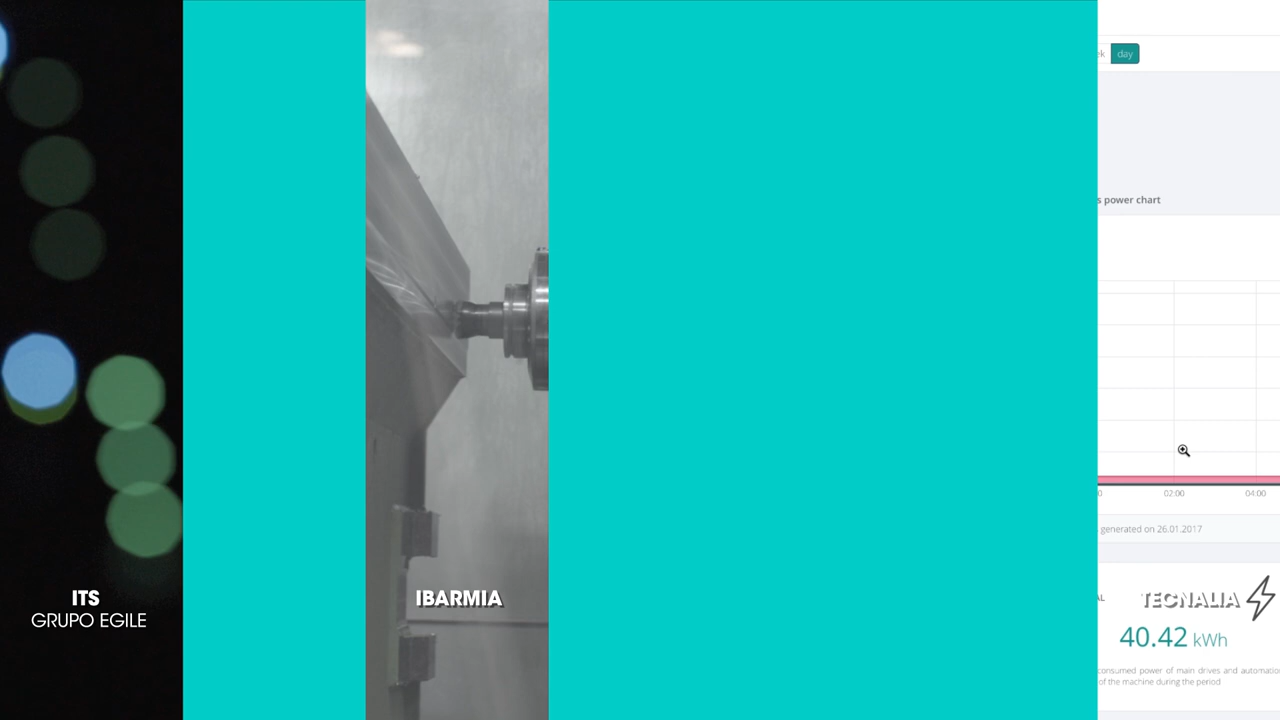 ITS
GRUPO EGILE
IBARMIA
day
s power chart
02:00
04:00
generated on 26.01.2017
TECNALIA
40.42 kWh
consumed power of main drives and
of the machine during the period